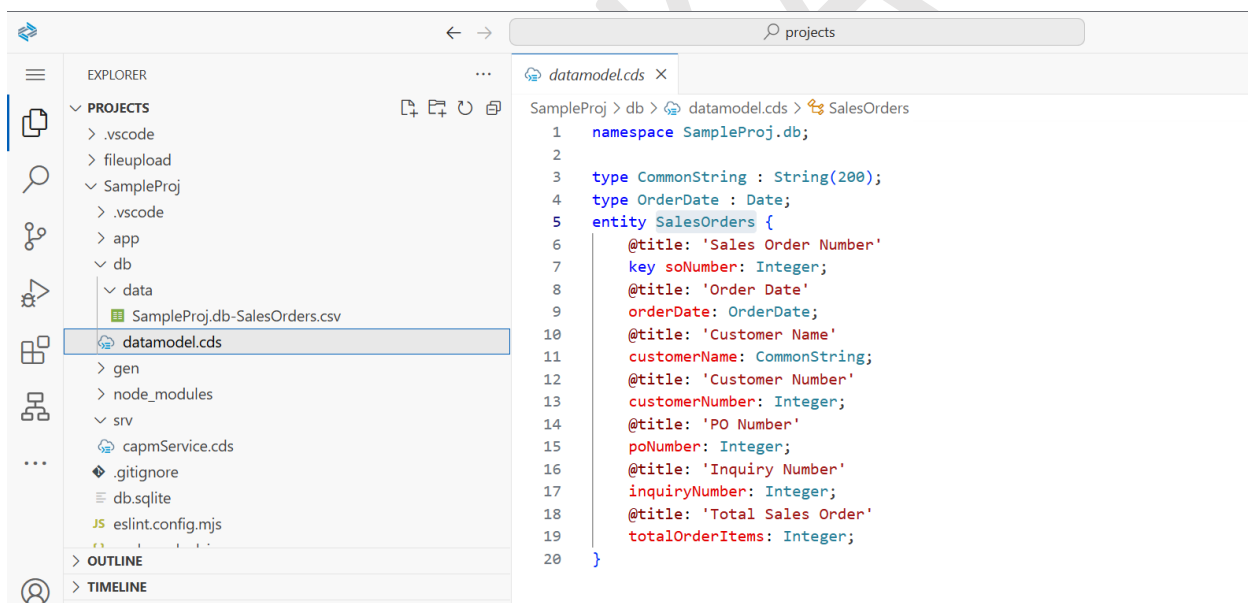 projects
EXPLORER
...
datamodel.cds
PROJECTS
SampleProj > db > datamodel.cds > SalesOrders
> .vscode
> fileupload
SampleProj
> .vscode
> app
db
data
SampleProj.db-SalesOrders.csv
datamodel.cds
> gen
> node_modules
srv
capmService.cds
.gitignore
db.sqlite
JS eslint.config.mjs
> OUTLINE
> TIMELINE
1 namespace SampleProj.db;
2
3 type CommonString : String(200);
4 type OrderDate : Date;
5 entity SalesOrders {
6 @title: 'Sales Order Number'
7 key soNumber: Integer;
8 @title: 'Order Date'
9 orderDate: OrderDate;
10 @title: 'Customer Name'
11 customerName: CommonString;
12 @title: 'Customer Number'
13 customerNumber: Integer;
14 @title: 'PO Number'
15 poNumber: Integer;
16 @title: 'Inquiry Number'
17 inquiryNumber: Integer;
18 @title: 'Total Sales Order'
19 totalOrderItems: Integer;
20 }